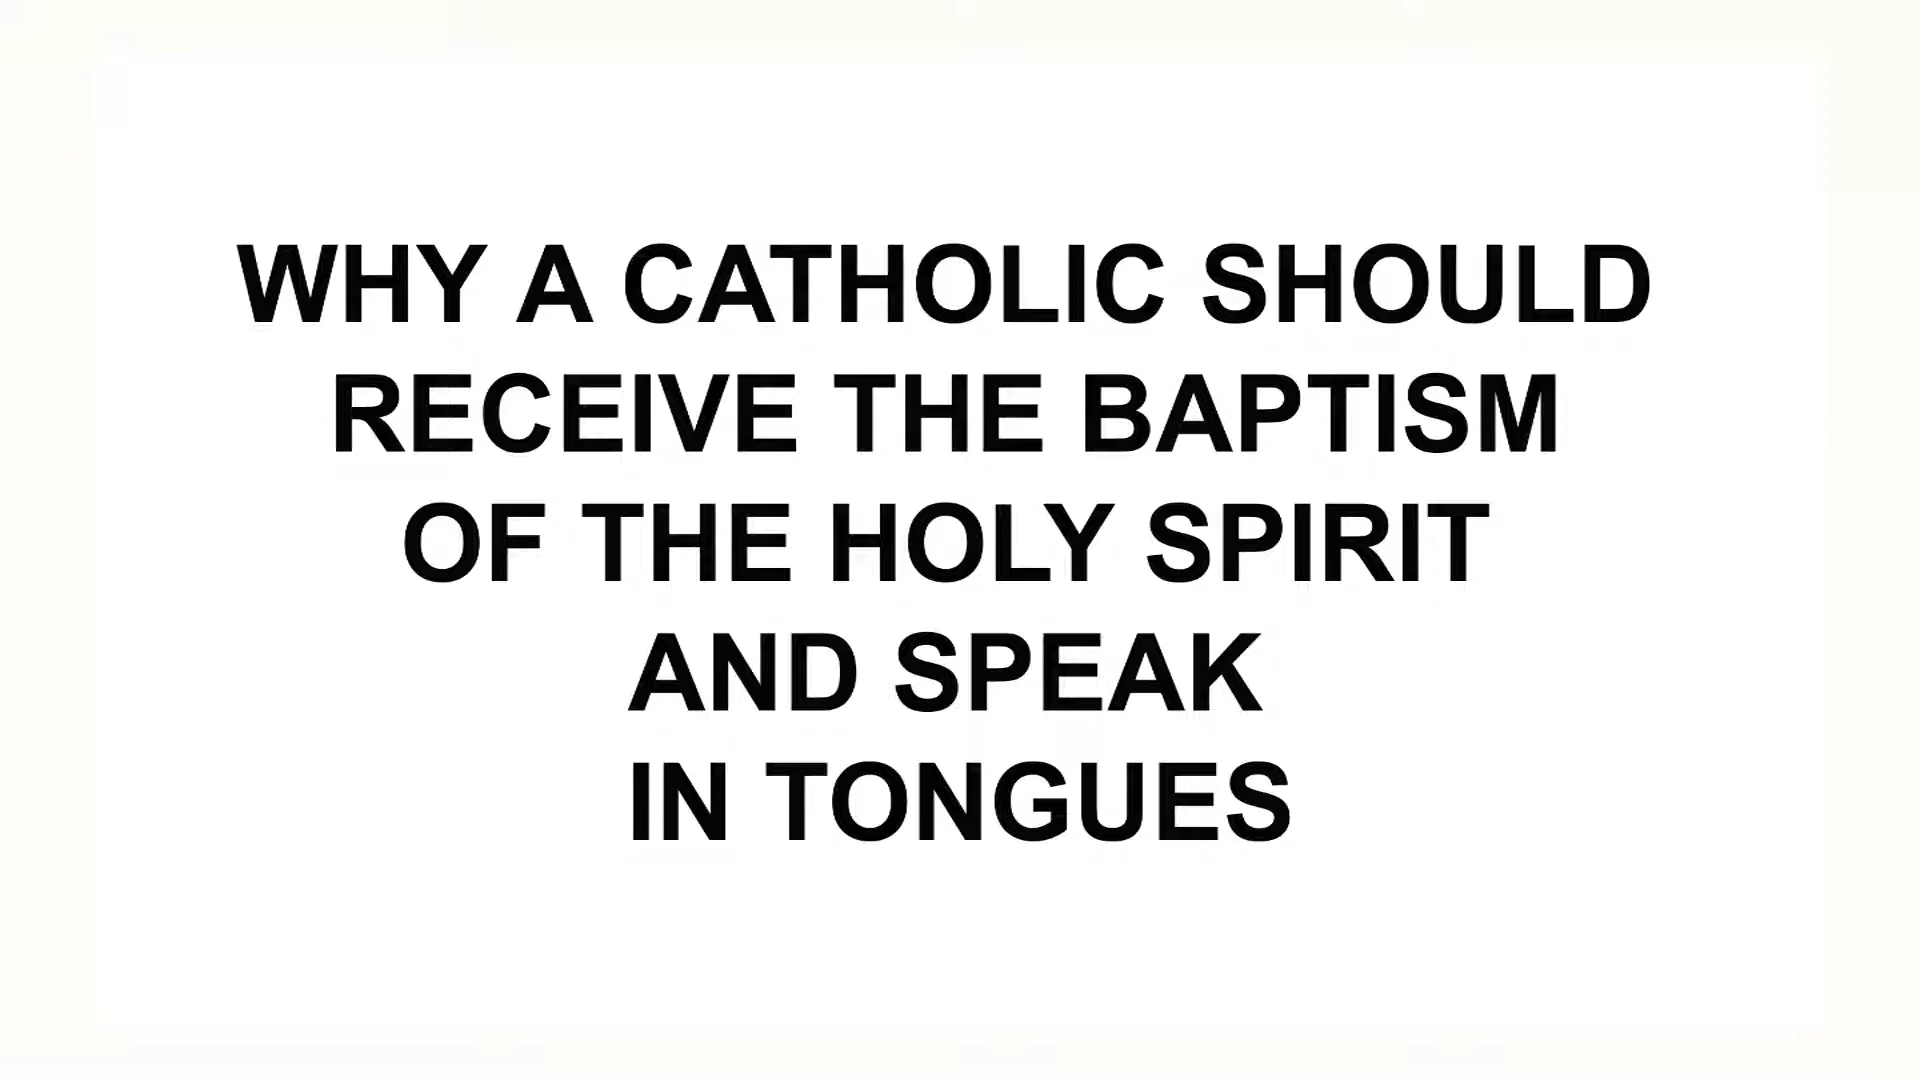 WHY A CATHOLIC SHOULD
RECEIVE THE BAPTISM
OF THE HOLY SPIRIT
AND SPEAK
IN TONGUES